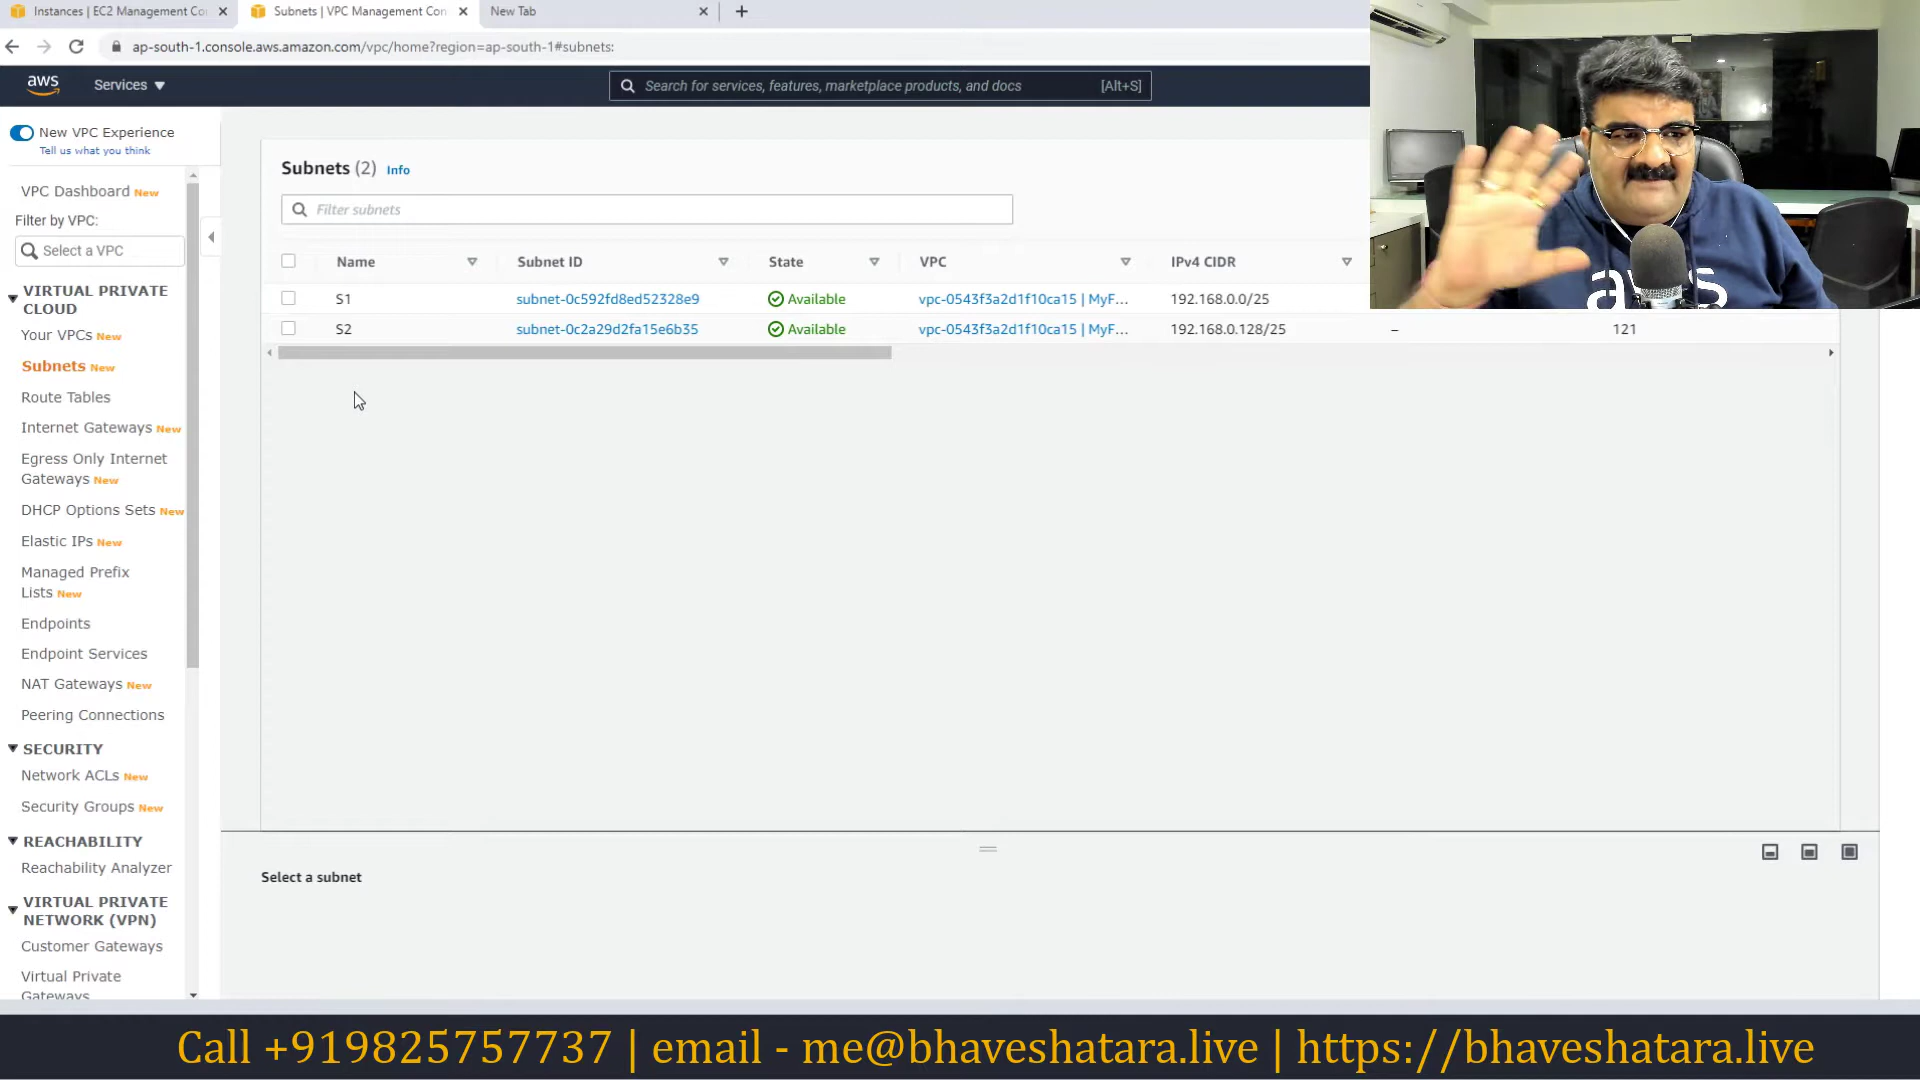 Instances | EC2 Management Co
Subnets | VPC Management Con
New Tab
ap-south-1.console.aws.amazon.com/vpc/home?region=ap-south-1#subnets:
aws
Services
Search for services, features, marketplace products, and docs
[Alt+S]
New VPC Experience
Tell us what you think
VPC Dashboard New
Filter by VPC:
Select a VPC
VIRTUAL PRIVATE
CLOUD
Your VPCs New
Subnets New
Route Tables
Internet Gateways New
Egress Only Internet
Gateways New
DHCP Options Sets New
Elastic IPs New
Managed Prefix
Lists New
Endpoints
Endpoint Services
NAT Gateways New
Peering Connections
SECURITY
Network ACLs New
Security Groups New
REACHABILITY
Reachability Analyzer
VIRTUAL PRIVATE
NETWORK (VPN)
Customer Gateways
Virtual Private
Gateways
Subnets (2) Info
Filter subnets
Name Subnet ID State VPC IPv4 CIDR
S1 subnet-0c592fd8ed52328e9 Available vpc-0543f3a2d1f10ca15 | MyF... 192.168.0.0/25
S2 subnet-0c2a29d2fa15e6b35 Available vpc-0543f3a2d1f10ca15 | MyF... 192.168.0.128/25 – 121
Select a subnet
aws
Call +919825757737 | email - me@bhaveshatara.live | https://bhaveshatara.live